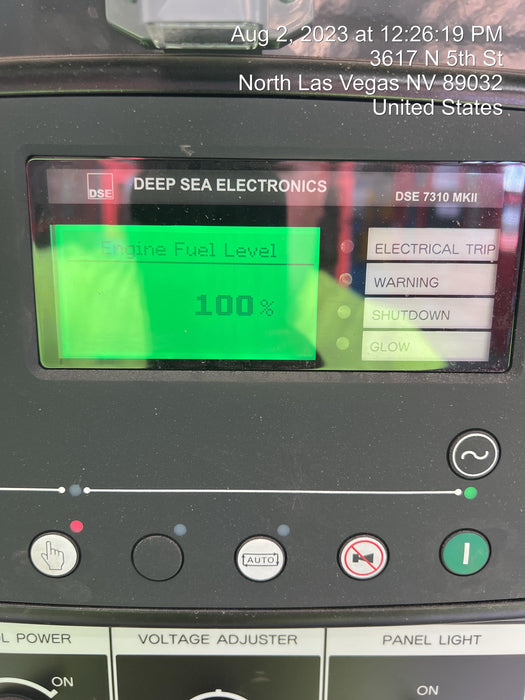 Aug 2, 2023 at 12:26:19 PM
3617 N 5th St
North Las Vegas NV 89032
United States
DSE
DEEP SEA ELECTRONICS
DSE 7310 MKII
Engine Fuel Level
100%
ELECTRICAL TRIP
WARNING
SHUTDOWN
GLOW
AUTO
L POWER
VOLTAGE ADJUSTER
PANEL LIGHT
ON
ON